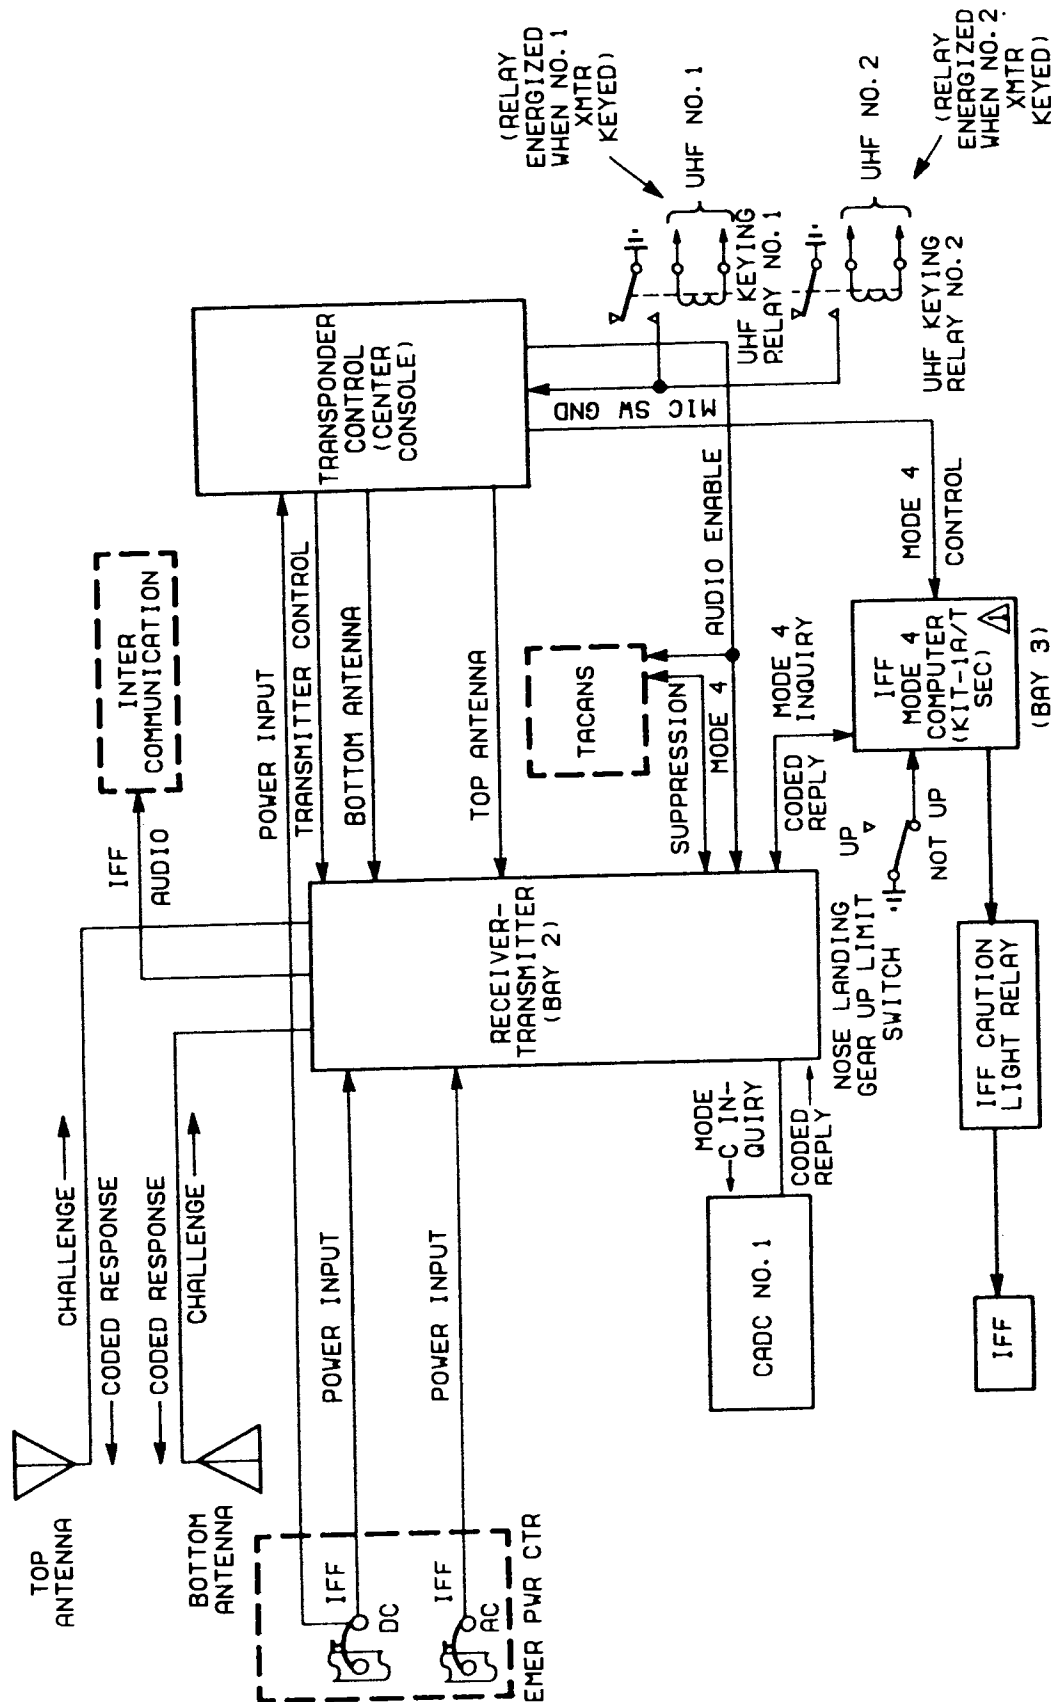 TOP
ANTENNA
BOTTOM
ANTENNA
CHALLENGE
CODED RESPONSE
CODED RESPONSE
CHALLENGE
IFF
AUDIO
INTER
COMMUNICATION
EMER PWR CTR
IFF
DC
IFF
AC
POWER INPUT
POWER INPUT
POWER INPUT
TRANSMITTER CONTROL
BOTTOM ANTENNA
TOP ANTENNA
TRANSPONDER
CONTROL
(CENTER
CONSOLE)
RECEIVER-
TRANSMITTER
(BAY 2)
TACANS
SUPPRESSION
MODE 4
AUDIO ENABLE
MIC SW GND
(RELAY
ENERGIZED
WHEN NO. 1
XMTR
KEYED)
UHF NO. 1
UHF KEYING
RELAY NO. 1
UHF NO. 2
(RELAY
ENERGIZED
WHEN NO. 2
XMTR
KEYED)
UHF KEYING
RELAY NO. 2
CADC NO. 1
MODE
C IN-
QUIRY
CODED
REPLY
CODED
REPLY
MODE 4
INQUIRY
MODE 4
CONTROL
NOSE LANDING
GEAR UP LIMIT
SWITCH
UP
NOT UP
IFF
MODE 4
COMPUTER
(KIT-1A/T
SEC)
1
(BAY 3)
IFF CAUTION
LIGHT RELAY
IFF